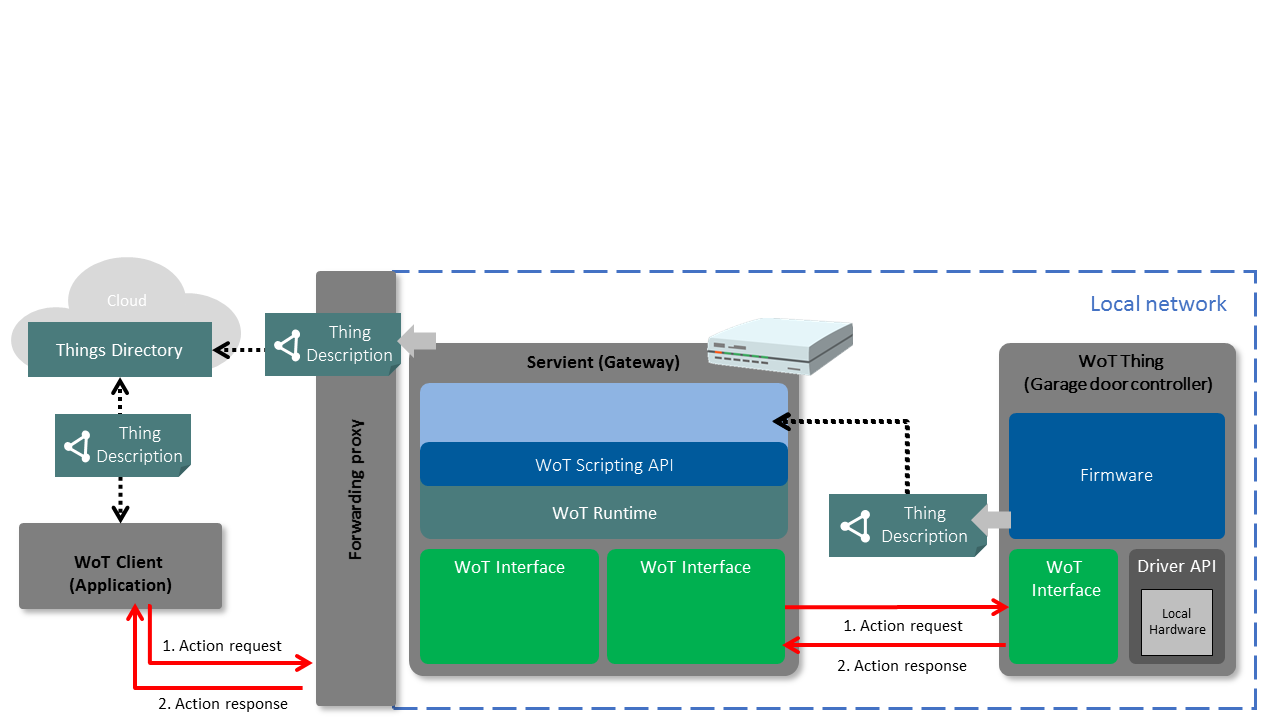 Cloud
Things Directory
Thing
Description
Thing
Description
WoT Client
(Application)
1. Action request
2. Action response
Forwarding proxy
Local network
Servient (Gateway)
WoT Scripting API
WoT Runtime
WoT Interface
WoT Interface
Thing
Description
1. Action request
2. Action response
WoT Thing
(Garage door controller)
Firmware
WoT
Interface
Driver API
Local
Hardware